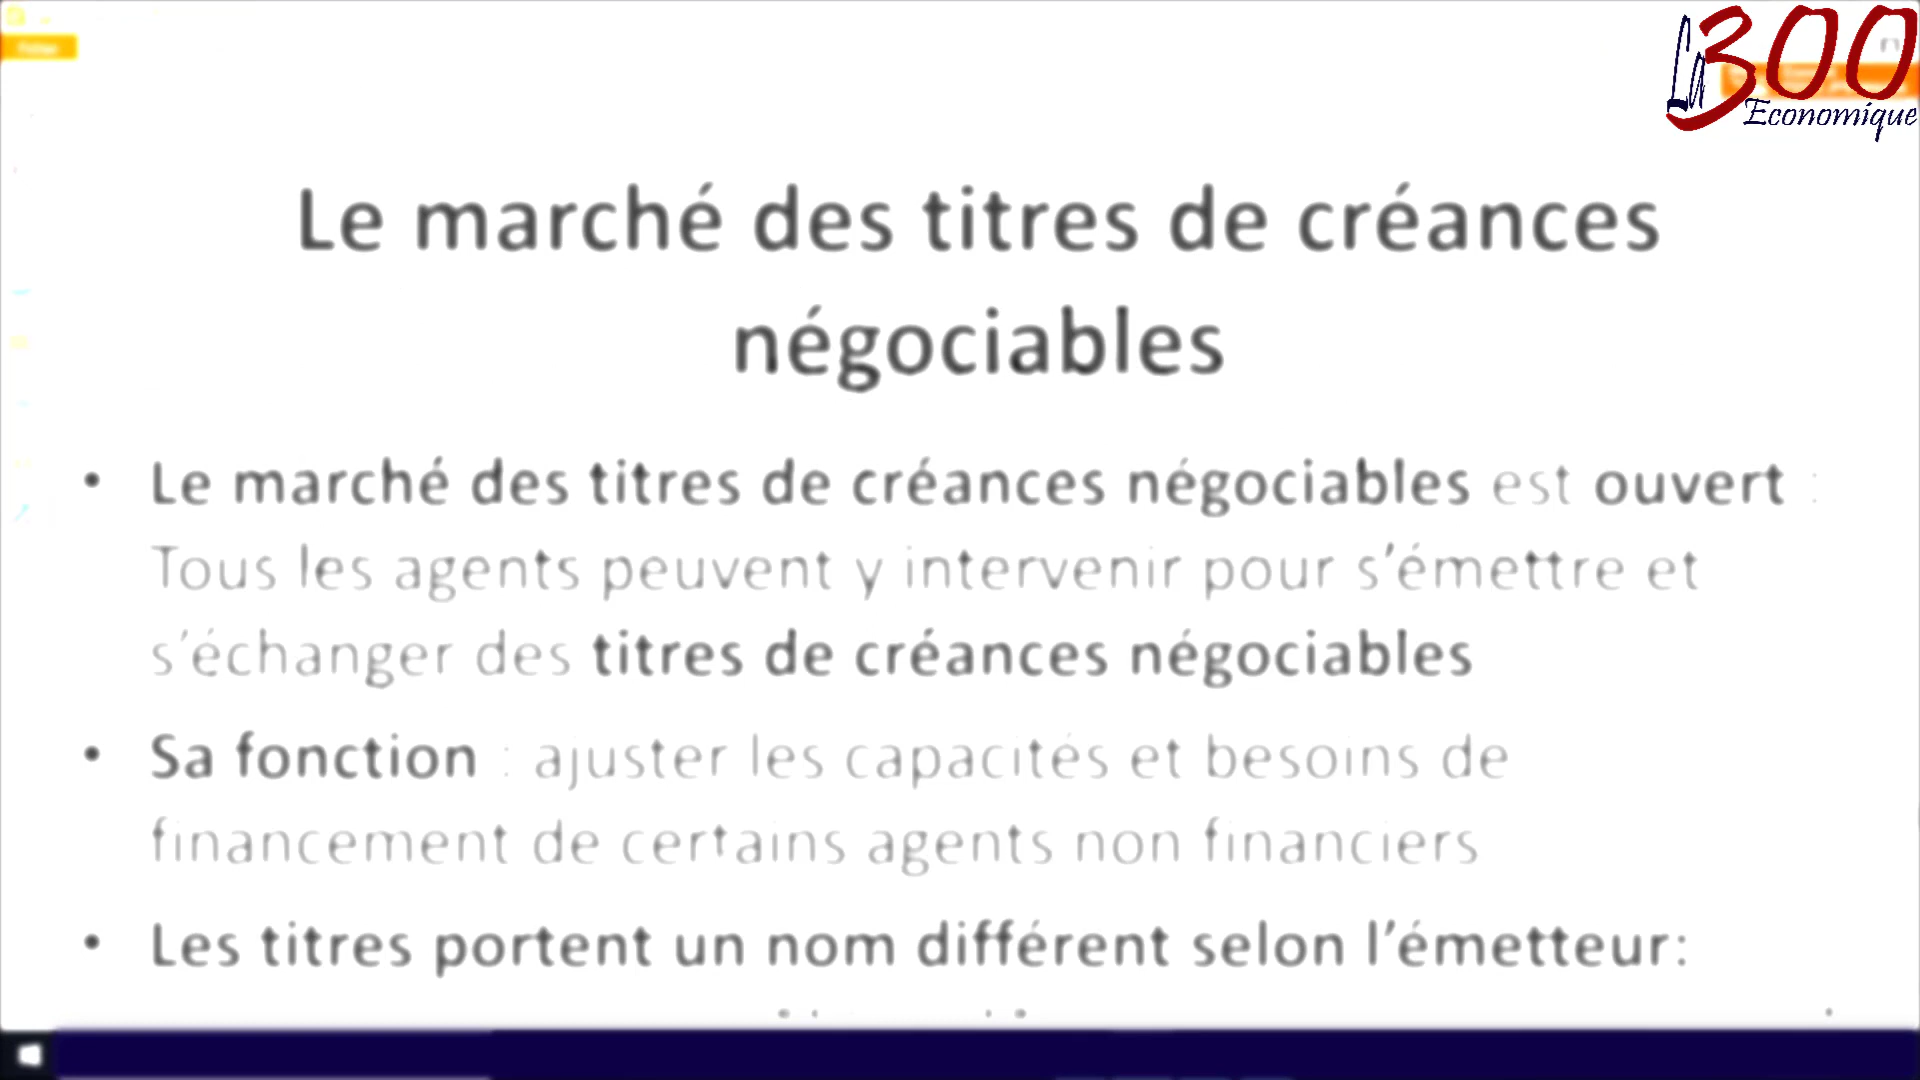 La 300
Economique
Le marché des titres de créances
négociables
• Le marché des titres de créances négociables est ouvert :
Tous les agents peuvent y intervenir pour s’émettre et
s’échanger des titres de créances négociables
• Sa fonction : ajuster les capacités et besoins de
financement de certains agents non financiers
• Les titres portent un nom différent selon l’émetteur: